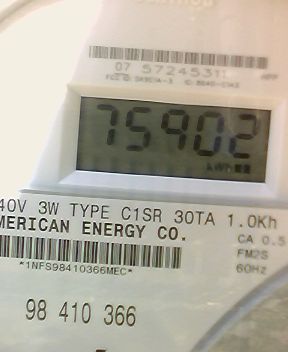 07 57245311
75902
40V 3W TYPE C1SR 30TA 1.0Kh
MERICAN ENERGY CO.
CA 0.5
FM2S
*1NFS98410366MEC*
60Hz
98 410 366